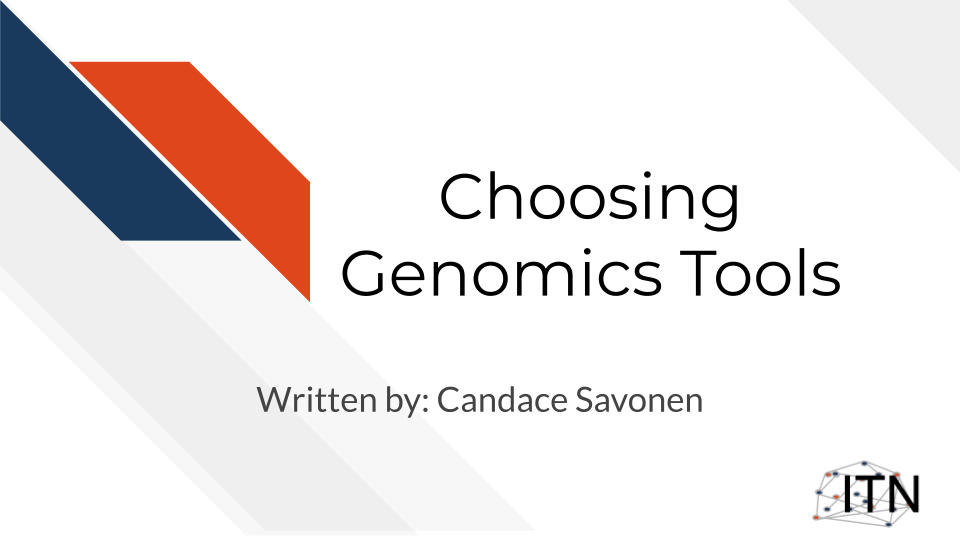 Choosing
Genomics Tools
Written by: Candace Savonen
ITN